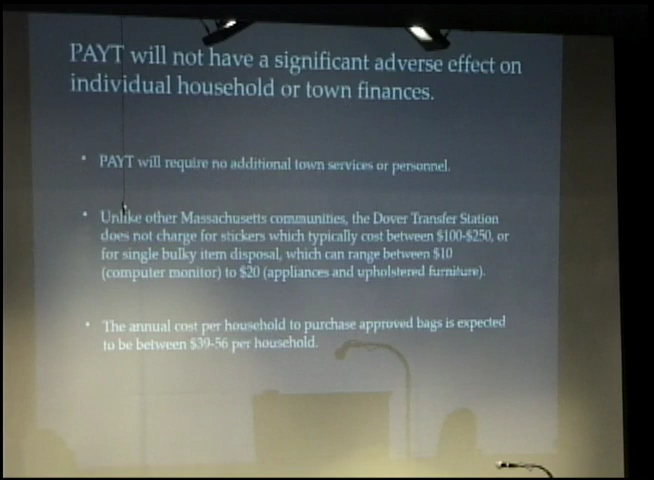 PAYT will not have a significant adverse effect on
individual household or town finances.
• PAYT will require no additional town services or personnel.
• Unlike other Massachusetts communities, the Dover Transfer Station
does not charge for stickers which typically cost between $100-$250, or
for single bulky item disposal, which can range between $10
(computer monitor) to $20 (appliances and upholstered furniture).
• The annual cost per household to purchase approved bags is expected
to be between $39-56 per household.